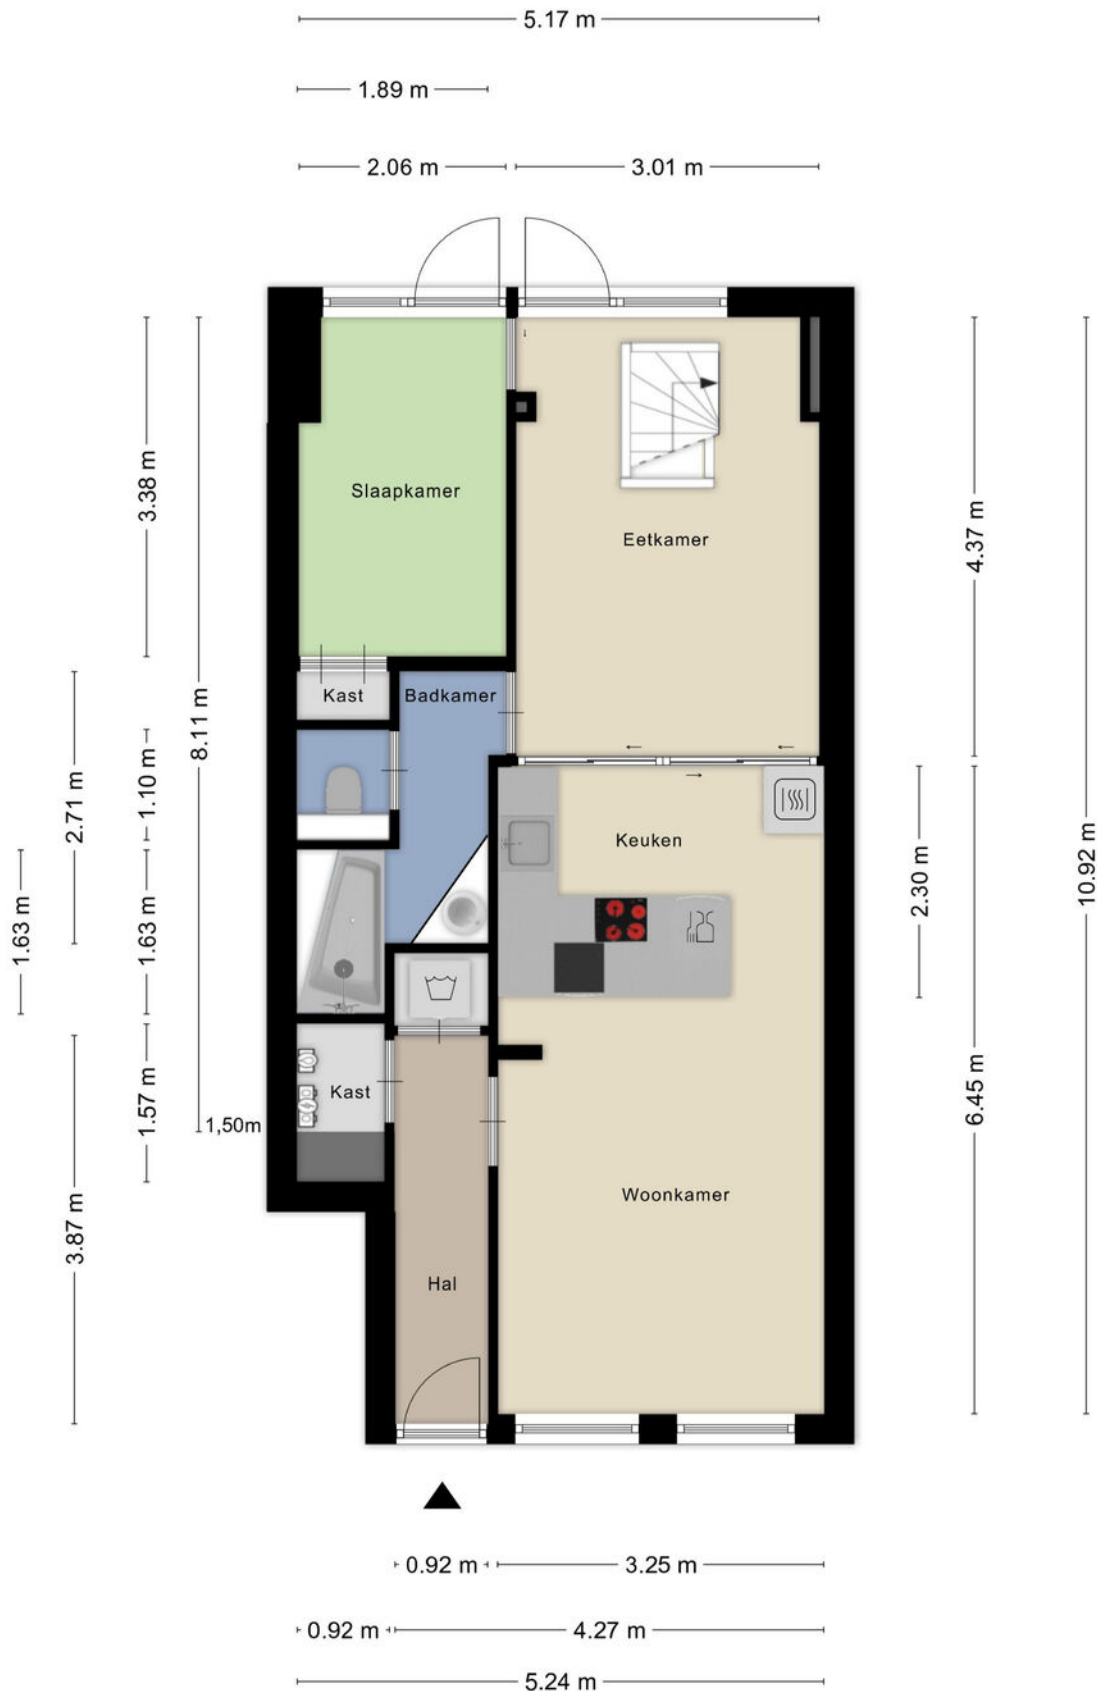 5.17 m
1.89 m
2.06 m
3.01 m
Slaapkamer
Eetkamer
3.38 m
4.37 m
Kast
Badkamer
8.11 m
1.10 m
2.71 m
Keuken
2.30 m
10.92 m
1.63 m
1.63 m
1.57 m
Kast
1,50m
6.45 m
Woonkamer
3.87 m
Hal
0.92 m
3.25 m
0.92 m
4.27 m
5.24 m